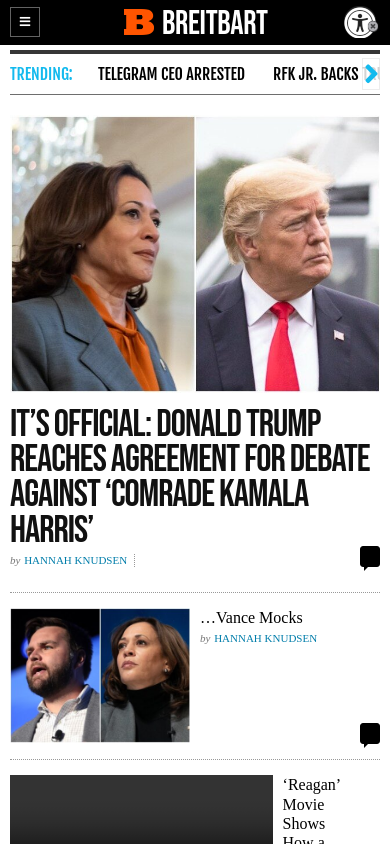 BREITBART
TRENDING: TELEGRAM CEO ARRESTED RFK JR. BACKS
IT’S OFFICIAL: DONALD TRUMP
REACHES AGREEMENT FOR DEBATE
AGAINST ‘COMRADE KAMALA
HARRIS’
by HANNAH KNUDSEN
…Vance Mocks
by HANNAH KNUDSEN
‘Reagan’
Movie
Shows
How a